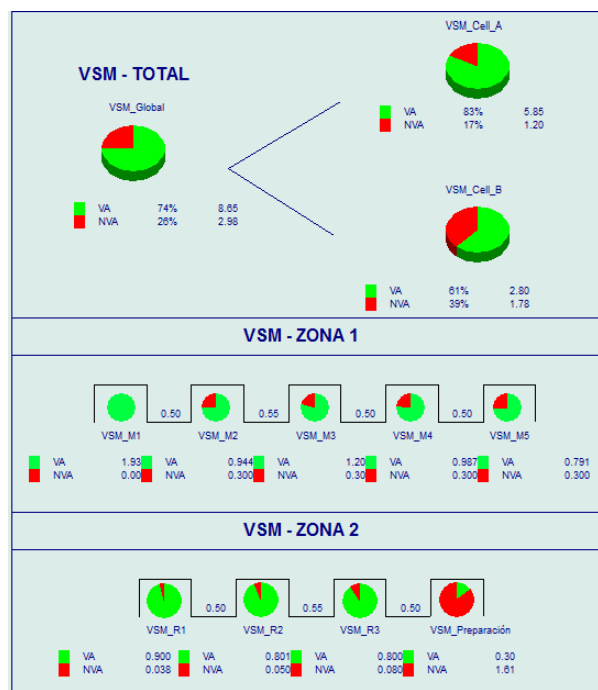 VSM_Cell_A
VSM - TOTAL
VSM_Global
VA 83% 5.85
NVA 17% 1.20
VSM_Cell_B
VA 74% 8.65
NVA 26% 2.98
VA 61% 2.80
NVA 39% 1.78
VSM - ZONA 1
0.50 0.55 0.50 0.50
VSM_M1 VSM_M2 VSM_M3 VSM_M4 VSM_M5
VA 1.93 VA 0.944 VA 1.20 VA 0.987 VA 0.791
NVA 0.00 NVA 0.300 NVA 0.30 NVA 0.300 NVA 0.300
VSM - ZONA 2
0.50 0.55 0.50
VSM_R1 VSM_R2 VSM_R3 VSM_Preparación
VA 0.900 VA 0.801 VA 0.800 VA 0.30
NVA 0.038 NVA 0.050 NVA 0.080 NVA 1.61